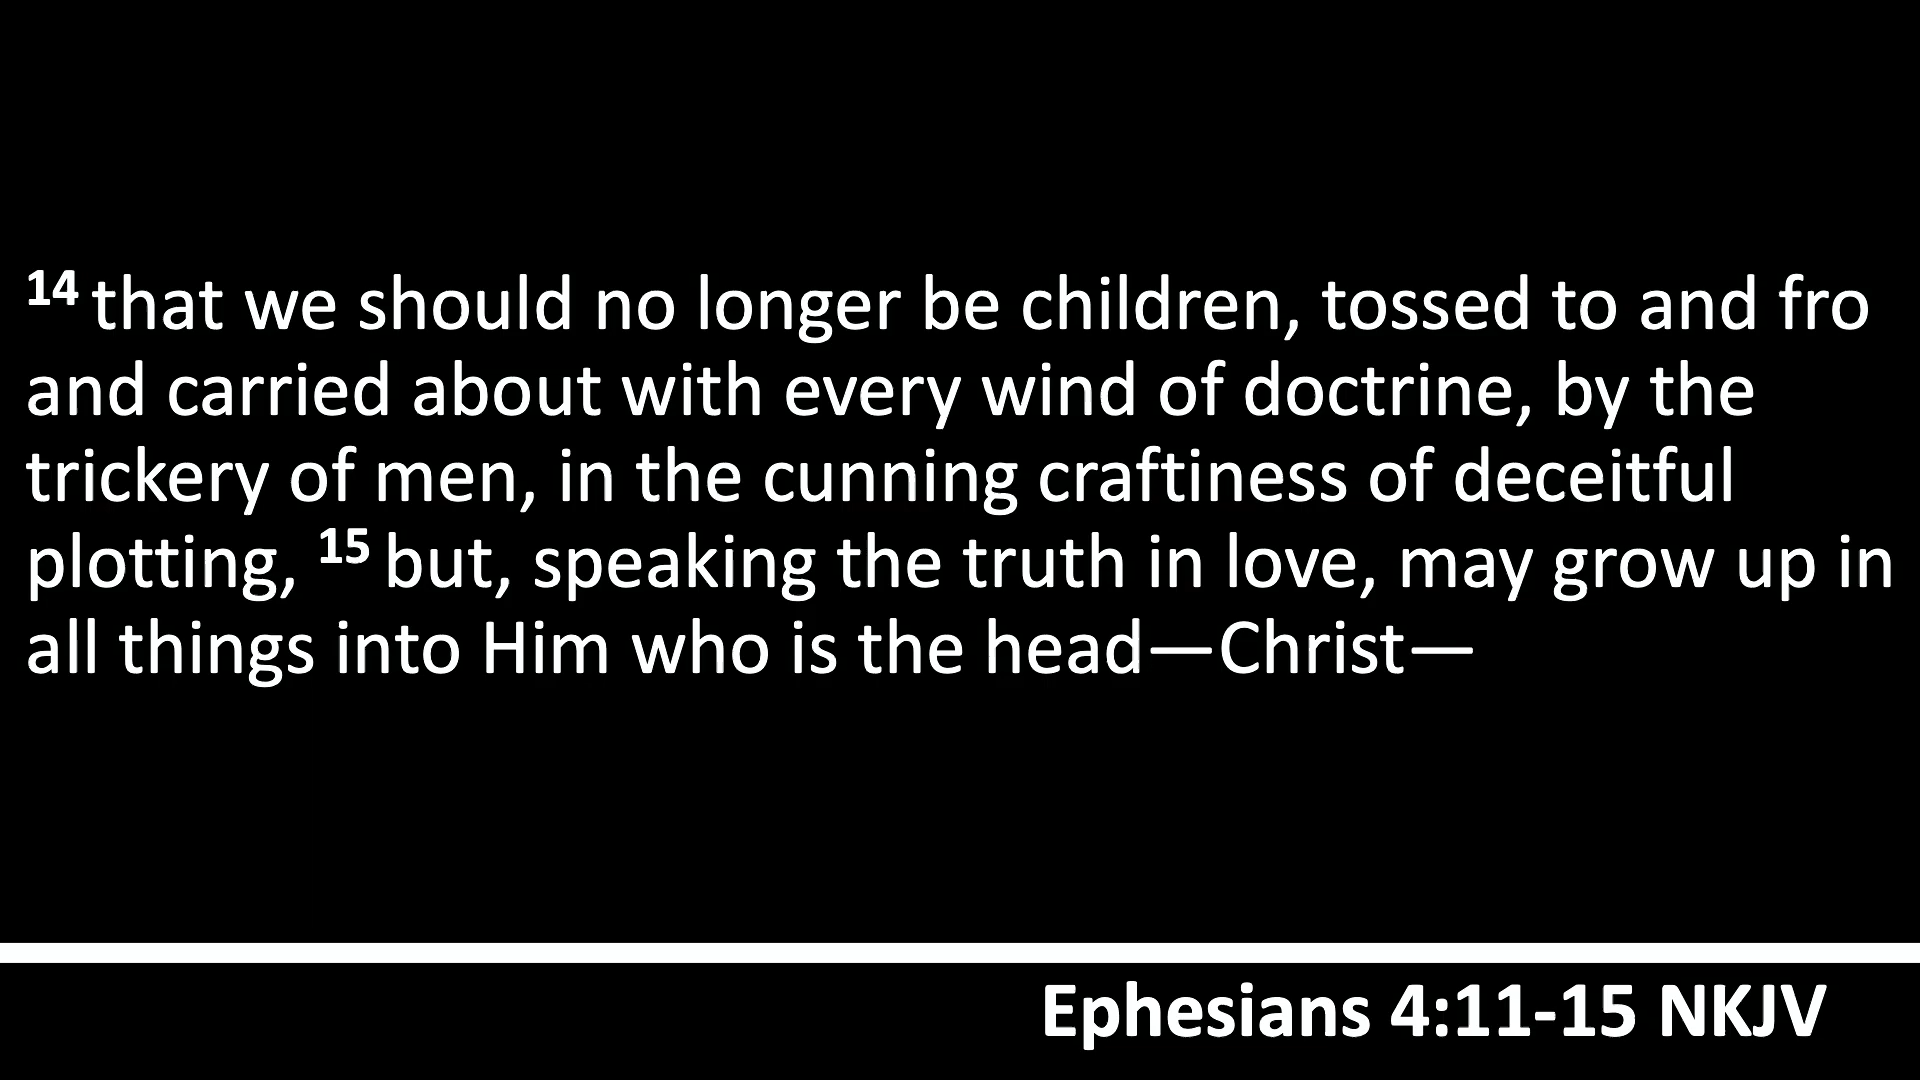 14 that we should no longer be children, tossed to and fro
and carried about with every wind of doctrine, by the
trickery of men, in the cunning craftiness of deceitful
plotting, 15 but, speaking the truth in love, may grow up in
all things into Him who is the head—Christ—
Ephesians 4:11-15 NKJV